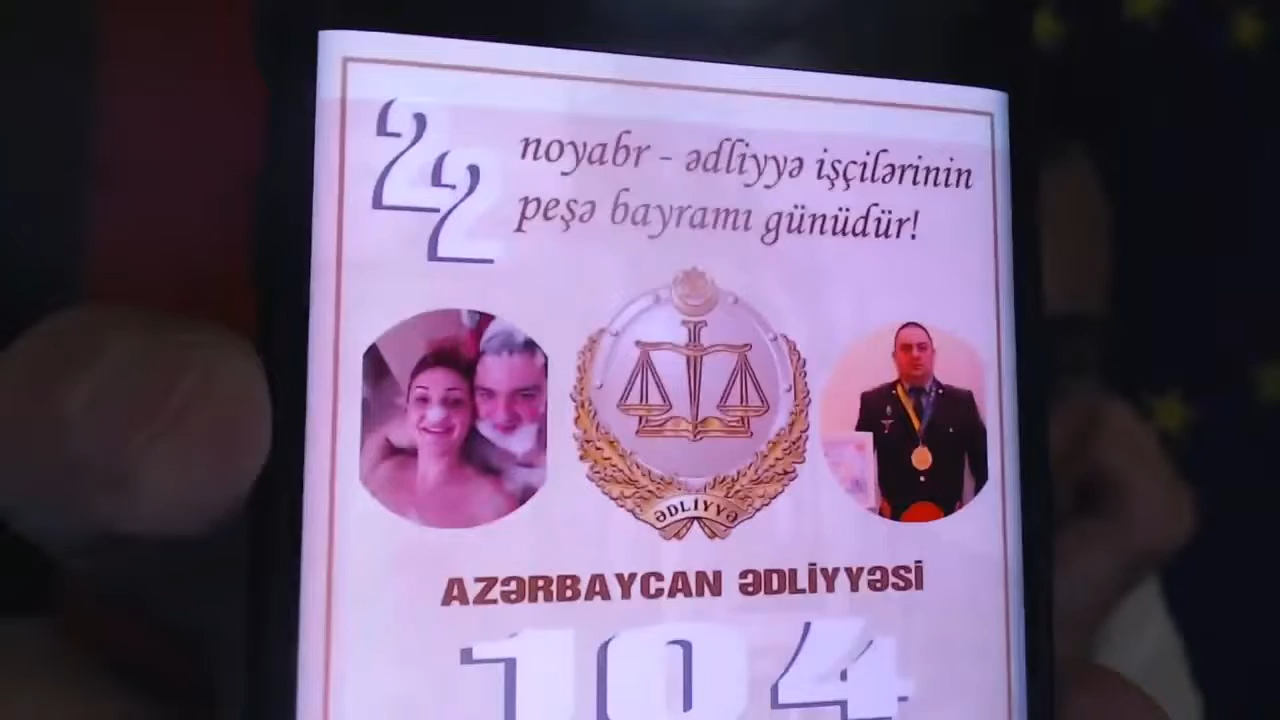 22
noyabr - ədliyyə işçilərinin
peşə bayramı günüdür!
ƏDLİYYƏ
AZƏRBAYCAN ƏDLİYYƏSİ
104